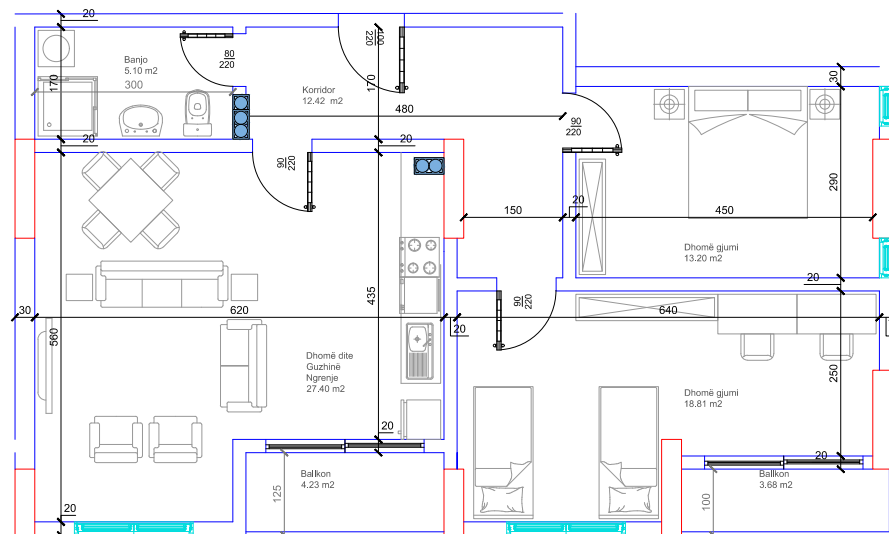 20
20
Banjo
5.10 m2
300
170
80
220
100
220
170
Korridor
12.42 m2
480
90
220
30
20
20
90
220
150
20
450
290
Dhomë gjumi
13.20 m2
20
435
90
220
30
620
20
640
560
Dhomë dite
Guzhinë
Ngrenje
27.40 m2
250
Dhomë gjumi
18.81 m2
20
20
Ballkon
4.23 m2
125
Ballkon
3.68 m2
100
20